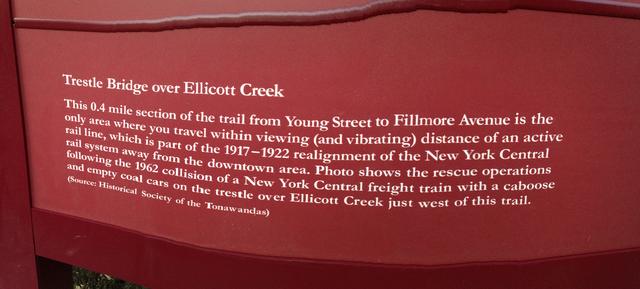 Trestle Bridge over Ellicott Creek
This 0.4 mile section of the trail from Young Street to Fillmore Avenue is the
only area where you travel within viewing (and vibrating) distance of an active
rail line, which is part of the 1917–1922 realignment of the New York Central
rail system away from the downtown area. Photo shows the rescue operations
following the 1962 collision of a New York Central freight train with a caboose
and empty coal cars on the trestle over Ellicott Creek just west of this trail.
(Source: Historical Society of the Tonawandas)